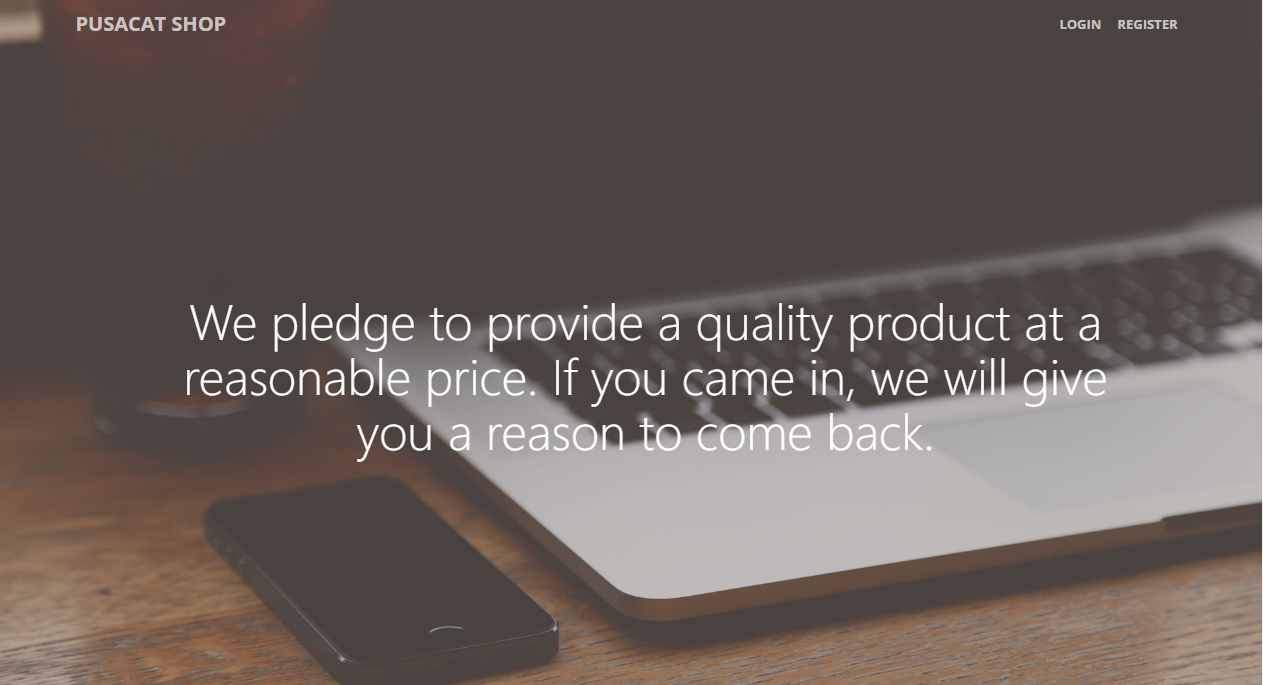 PUSACAT SHOP
LOGIN REGISTER
We pledge to provide a quality product at a
reasonable price. If you came in, we will give
you a reason to come back.